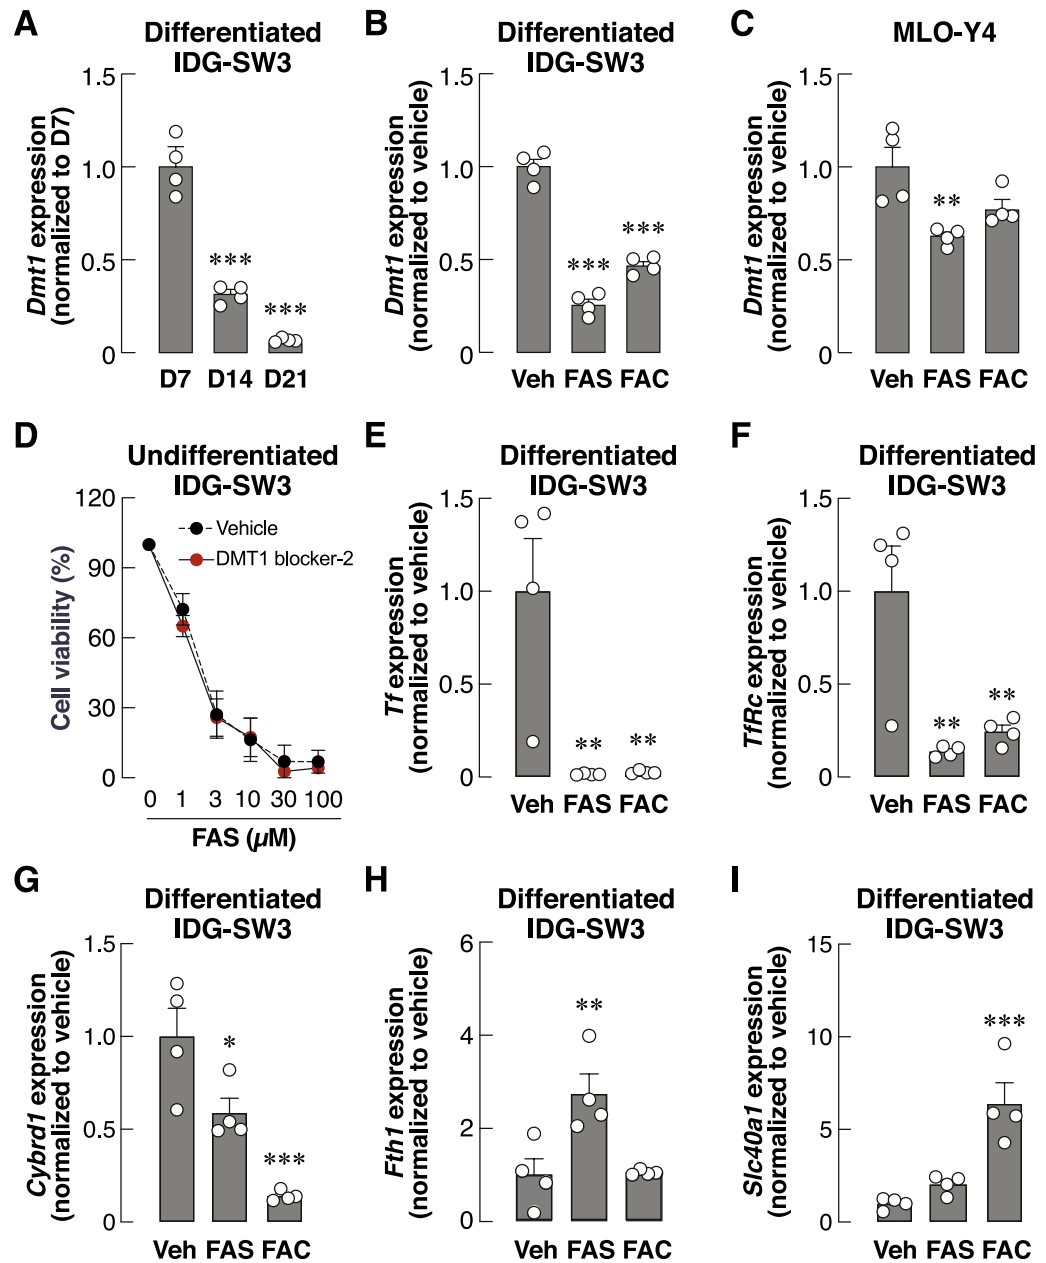 A
Differentiated
IDG-SW3
Dmt1 expression
(normalized to D7)
1.5
1.0
0.5
0
***
***
D7 D14 D21
B
Differentiated
IDG-SW3
Dmt1 expression
(normalized to vehicle)
1.5
1.0
0.5
0
***
***
Veh FAS FAC
C
MLO-Y4
Dmt1 expression
(normalized to vehicle)
1.5
1.0
0.5
0
**
Veh FAS FAC
D
Undifferentiated
IDG-SW3
Cell viability (%)
120
90
60
30
0
Vehicle
DMT1 blocker-2
0 1 3 10 30 100
FAS (µM)
E
Differentiated
IDG-SW3
Tf expression
(normalized to vehicle)
1.5
1.0
0.5
0
** **
Veh FAS FAC
F
Differentiated
IDG-SW3
TfRc expression
(normalized to vehicle)
1.5
1.0
0.5
0
**
**
Veh FAS FAC
G
Differentiated
IDG-SW3
Cybrd1 expression
(normalized to vehicle)
1.5
1.0
0.5
0
*
***
Veh FAS FAC
H
Differentiated
IDG-SW3
Fth1 expression
(normalized to vehicle)
6
4
2
0
**
Veh FAS FAC
I
Differentiated
IDG-SW3
Slc40a1 expression
(normalized to vehicle)
15
10
5
0
***
Veh FAS FAC